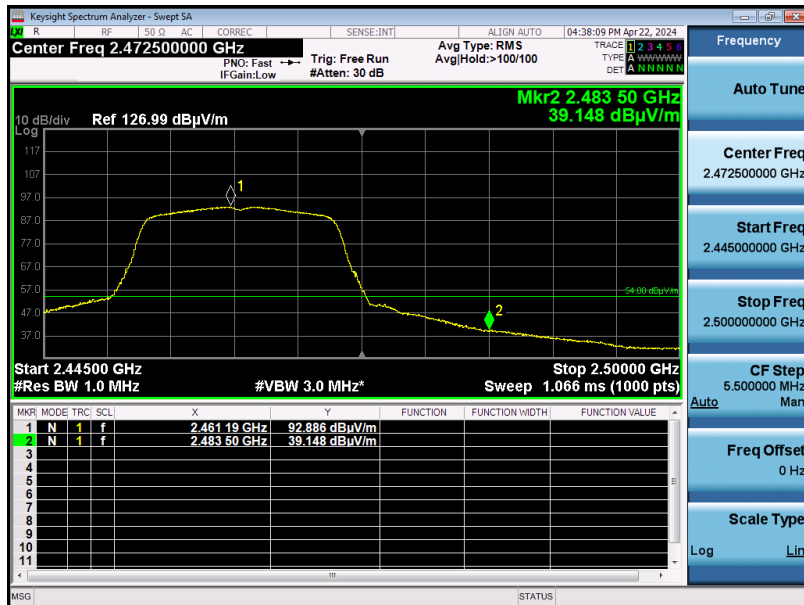 Keysight Spectrum Analyzer - Swept SA
LXI R RF 50 Ω AC CORREC SENSE:INT ALIGN AUTO 04:38:09 PM Apr 22, 2024
Center Freq 2.472500000 GHz
PNO: Fast
IFGain:Low
Trig: Free Run
#Atten: 30 dB
Avg Type: RMS
Avg|Hold:>100/100
TRACE 1 2 3 4 5 6
TYPE A WWWWW
DET A N N N N N
Mkr2 2.483 50 GHz
39.148 dBµV/m
10 dB/div Ref 126.99 dBµV/m
Log
117
107
97.0
87.0
77.0
67.0
57.0
47.0
37.0
1
2
54.00 dBµV/m
Start 2.44500 GHz Stop 2.50000 GHz
#Res BW 1.0 MHz #VBW 3.0 MHz* Sweep 1.066 ms (1000 pts)
MKR MODE TRC SCL X Y FUNCTION FUNCTION WIDTH FUNCTION VALUE
1 N 1 f 2.461 19 GHz 92.886 dBµV/m
2 N 1 f 2.483 50 GHz 39.148 dBµV/m
3
4
5
6
7
8
9
10
11
MSG STATUS
Frequency
Auto Tune
Center Freq
2.472500000 GHz
Start Freq
2.445000000 GHz
Stop Freq
2.500000000 GHz
CF Step
5.500000 MHz
Auto Man
Freq Offset
0 Hz
Scale Type
Log Lin